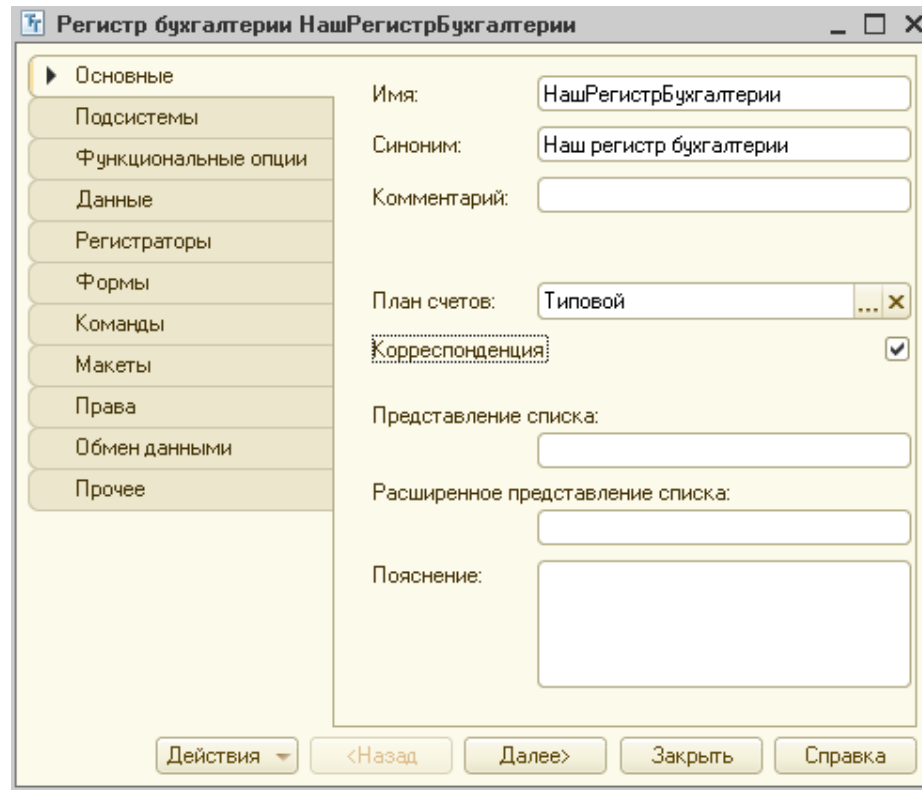 Регистр бухгалтерии НашРегистрБухгалтерии
Основные
Подсистемы
Функциональные опции
Данные
Регистраторы
Формы
Команды
Макеты
Права
Обмен данными
Прочее
Имя: НашРегистрБухгалтерии
Синоним: Наш регистр бухгалтерии
Комментарий:
План счетов: Типовой ...
Корреспонденция
Представление списка:
Расширенное представление списка:
Пояснение:
Действия <Назад Далее> Закрыть Справка